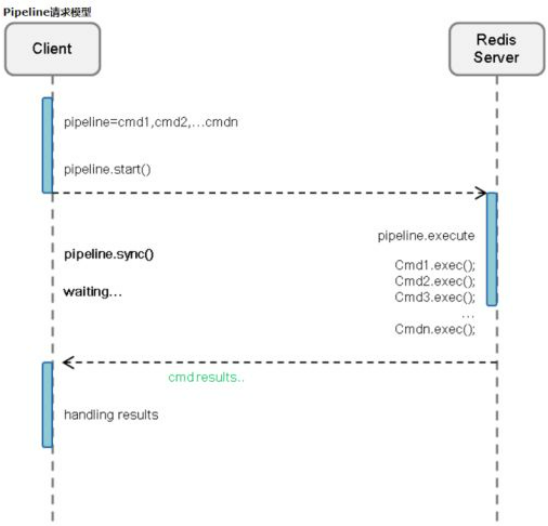 Pipeline请求模型
Client
Redis
Server
pipeline=cmd1,cmd2,...cmdn
pipeline.start()
pipeline.execute
pipeline.sync()
Cmd1.exec();
Cmd2.exec();
waiting...
Cmd3.exec();
...
Cmdn.exec();
cmd results..
handling results